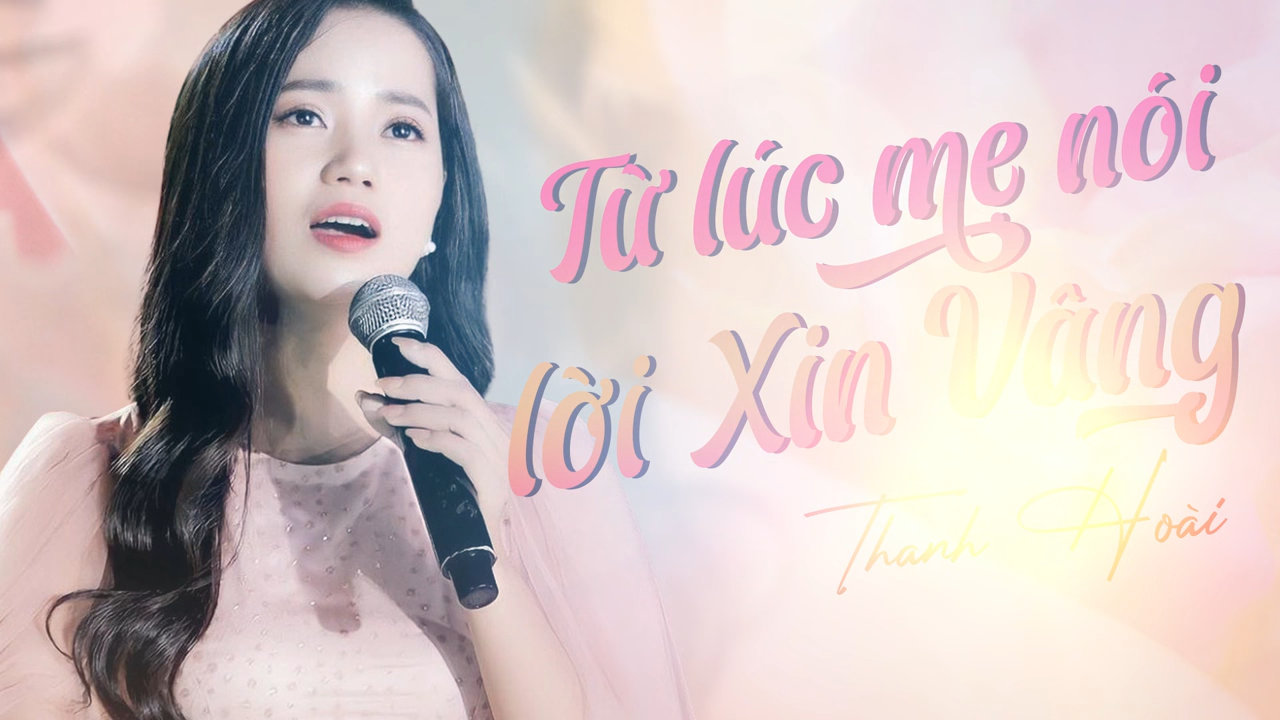 Từ lúc mẹ nói
lời Xin Vâng
Thanh Hoài